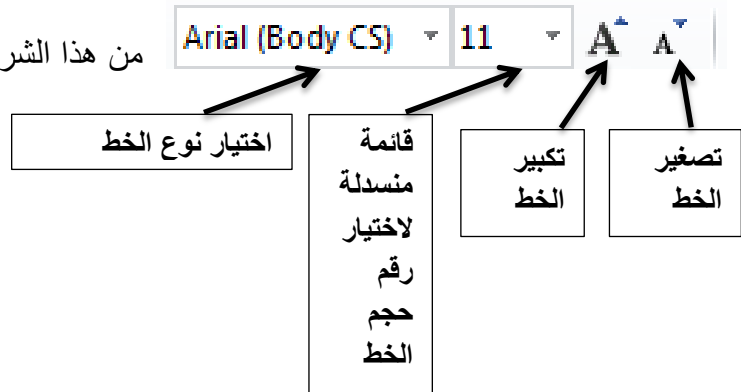 من هذا
Arial (Body CS) 11 A A
اختيار نوع الخط
قائمة
منسدلة
لاختيار
رقم
حجم
الخط
تكبير
الخط
تصغير
الخط